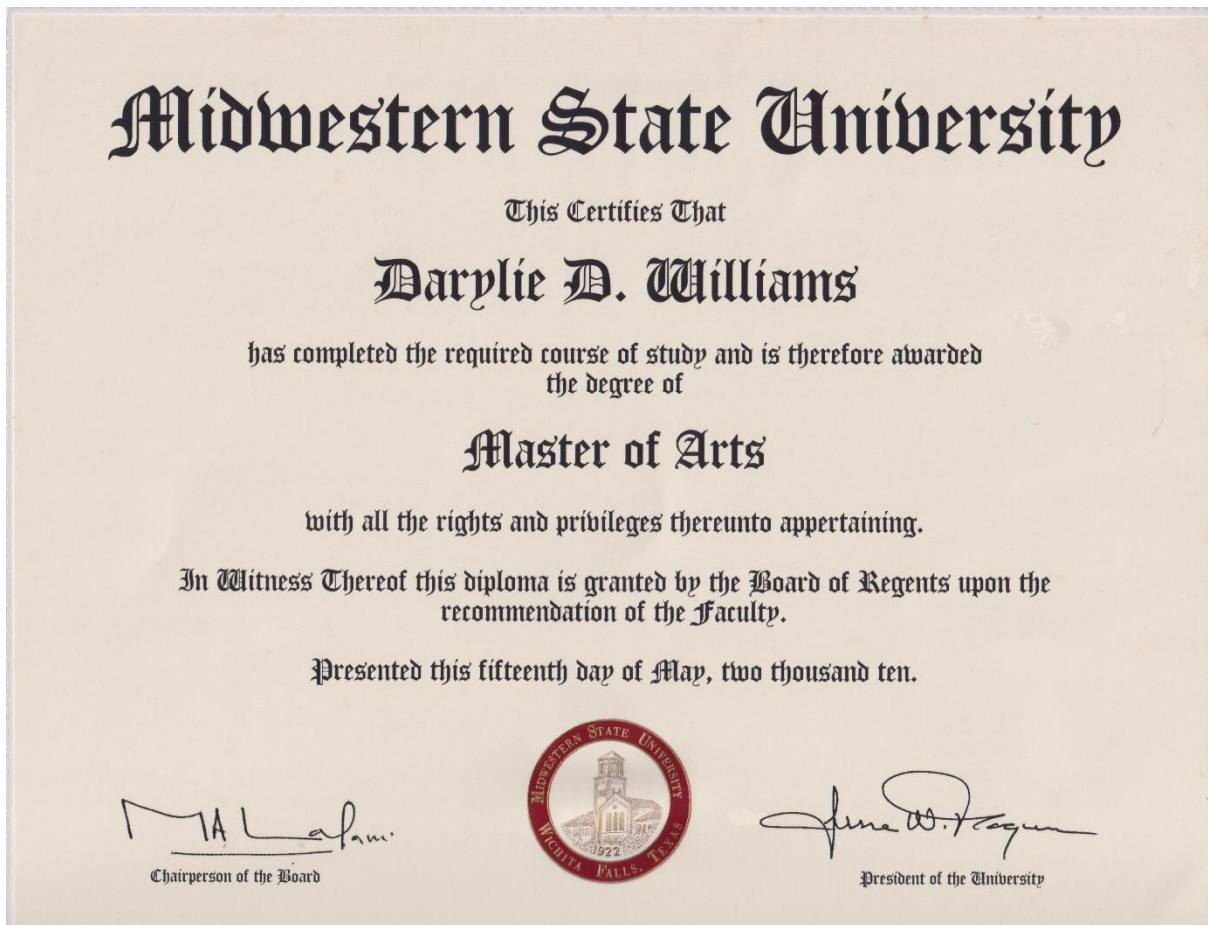 Midwestern State University
This Certifies That
Darylie D. Williams
has completed the required course of study and is therefore awarded
the degree of
Master of Arts
with all the rights and privileges thereunto appertaining.
In Witness Thereof this diploma is granted by the Board of Regents upon the
recommendation of the Faculty.
Presented this fifteenth day of May, two thousand ten.
MIDWESTERN STATE UNIVERSITY
1922
WICHITA FALLS, TEXAS
Chairperson of the Board
President of the University